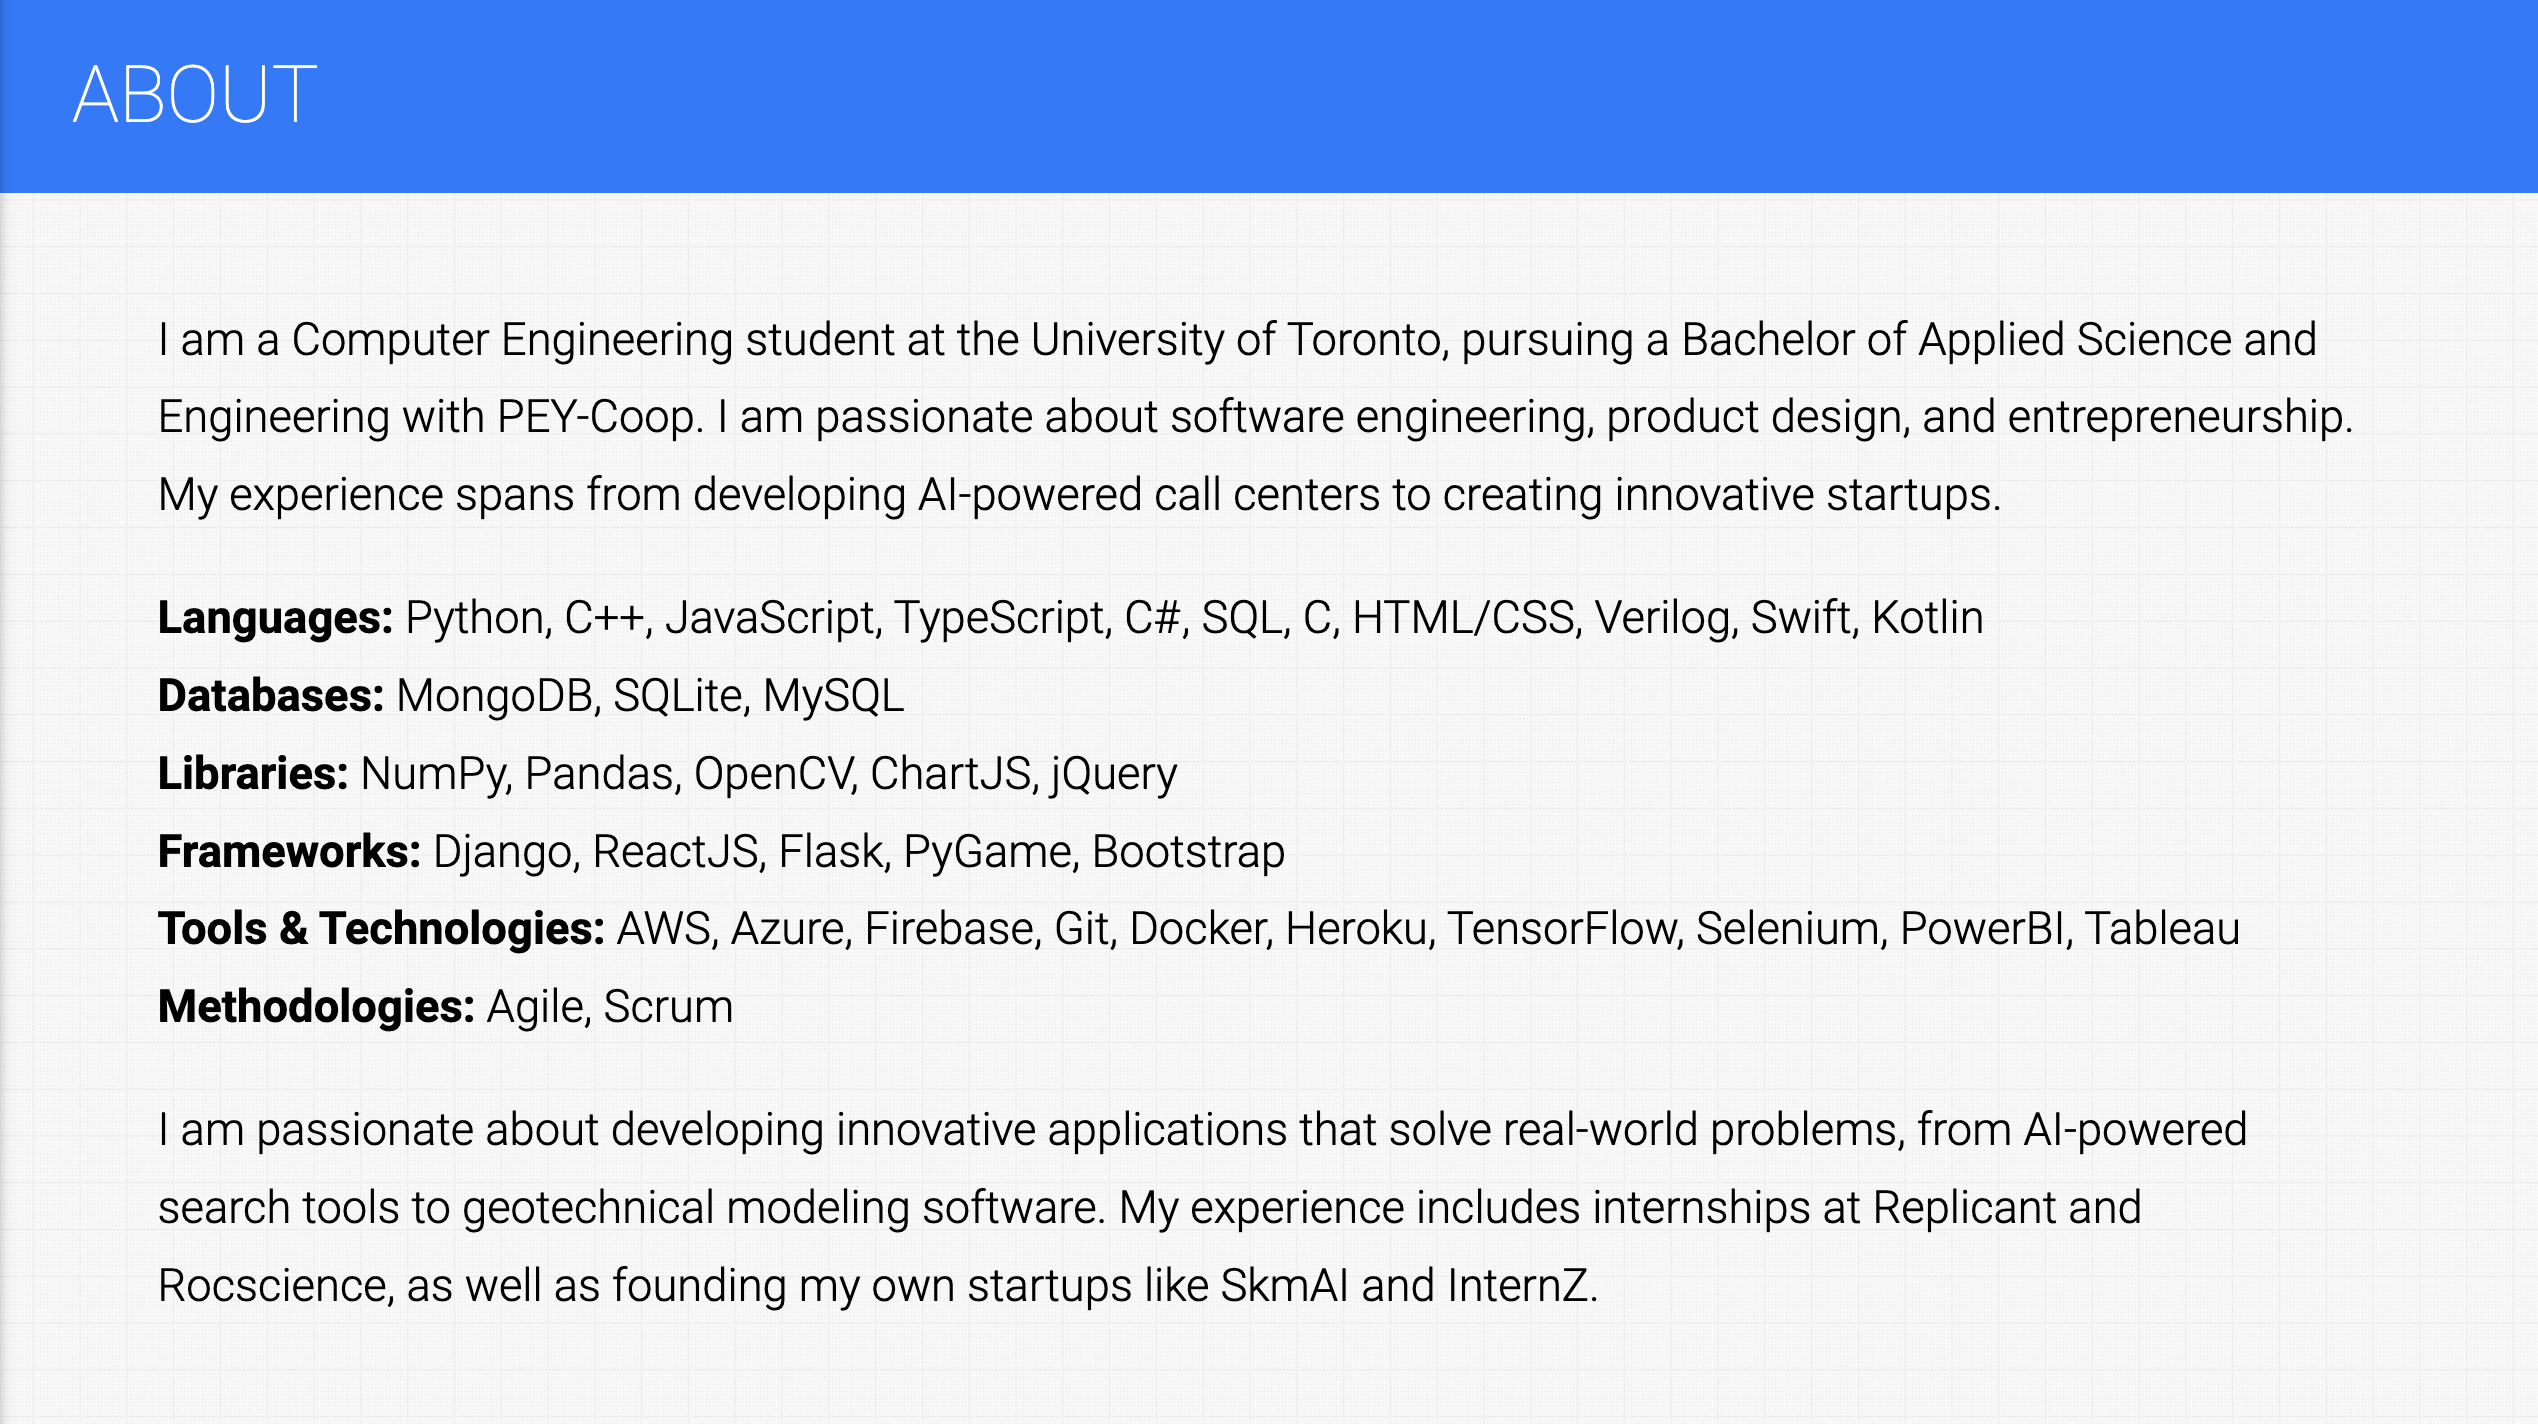 ABOUT
I am a Computer Engineering student at the University of Toronto, pursuing a Bachelor of Applied Science and
Engineering with PEY-Coop. I am passionate about software engineering, product design, and entrepreneurship.
My experience spans from developing AI-powered call centers to creating innovative startups.
Languages: Python, C++, JavaScript, TypeScript, C#, SQL, C, HTML/CSS, Verilog, Swift, Kotlin
Databases: MongoDB, SQLite, MySQL
Libraries: NumPy, Pandas, OpenCV, ChartJS, jQuery
Frameworks: Django, ReactJS, Flask, PyGame, Bootstrap
Tools & Technologies: AWS, Azure, Firebase, Git, Docker, Heroku, TensorFlow, Selenium, PowerBI, Tableau
Methodologies: Agile, Scrum
I am passionate about developing innovative applications that solve real-world problems, from AI-powered
search tools to geotechnical modeling software. My experience includes internships at Replicant and
Rocscience, as well as founding my own startups like SkmAI and InternZ.